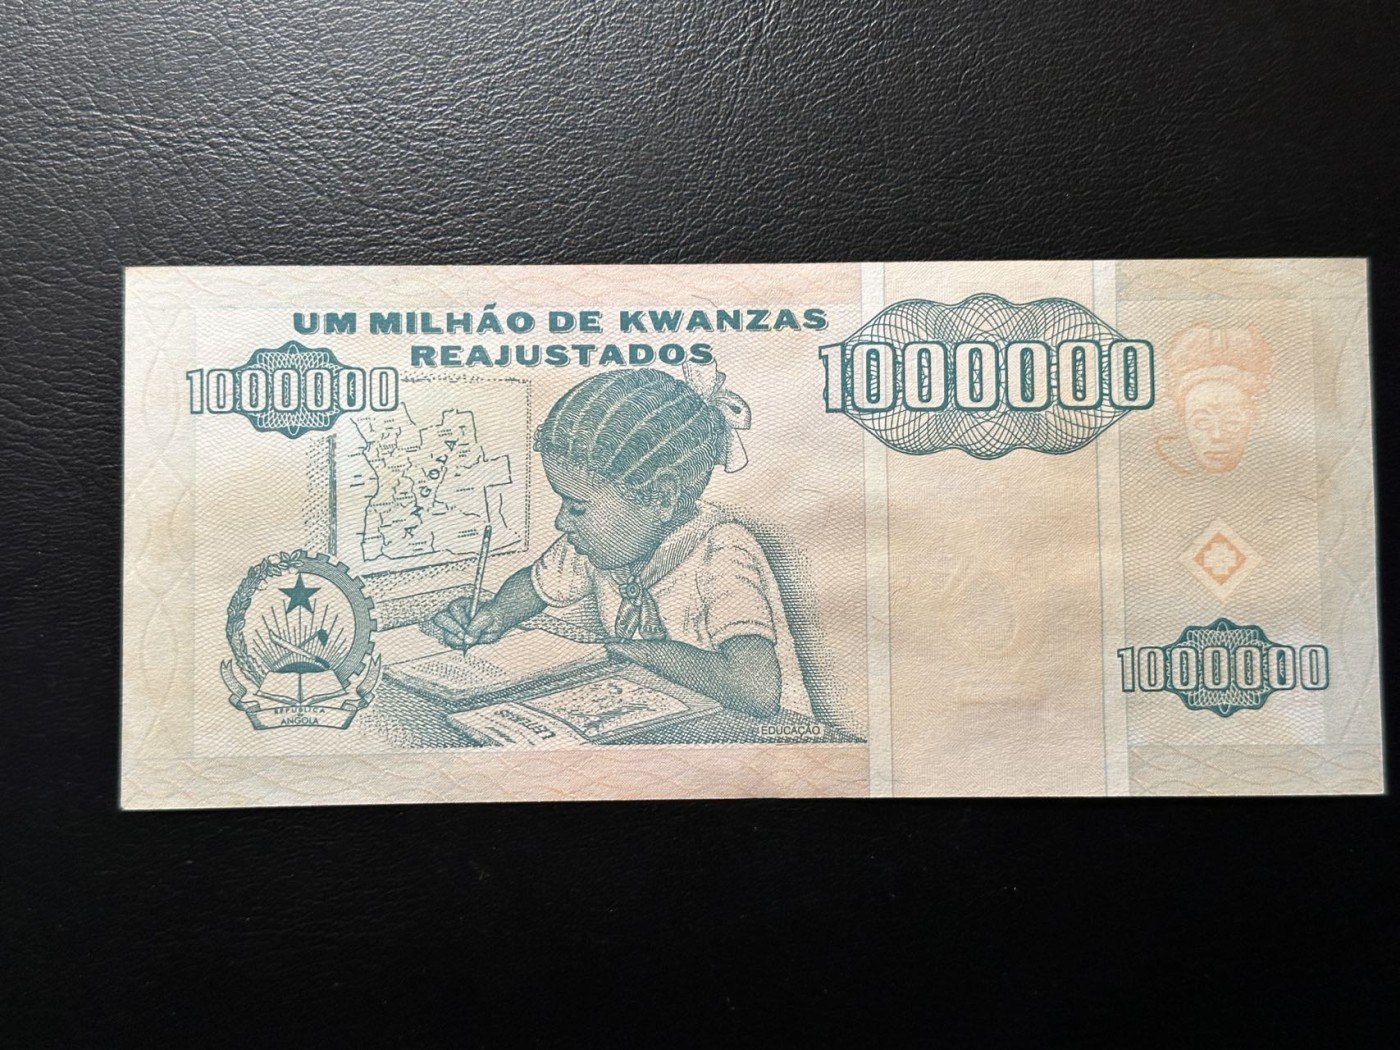 UM MILHÃO DE KWANZAS
REAJUSTADOS
1000000
1000000
ANGOLA
REPÚBLICA
ANGOLA
EDUCAÇÃO
1000000